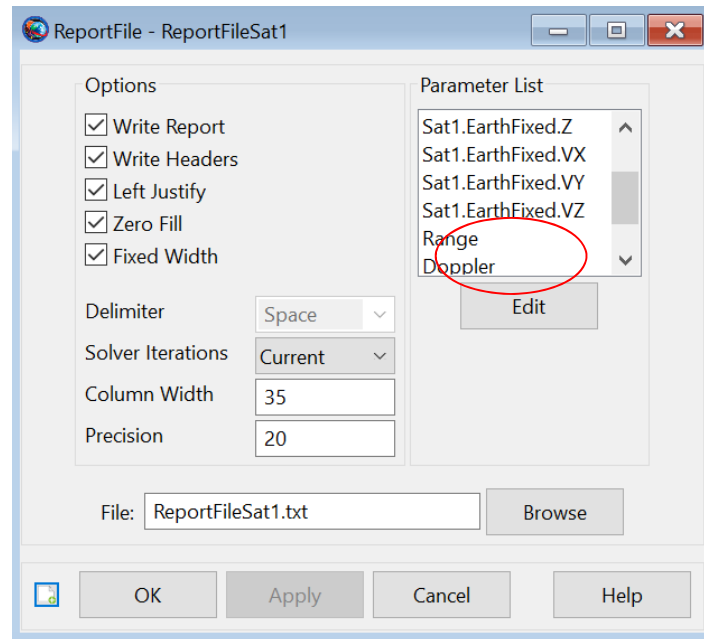 ReportFile - ReportFileSat1
Options
Write Report
Write Headers
Left Justify
Zero Fill
Fixed Width
Delimiter Space
Solver Iterations Current
Column Width 35
Precision 20
Parameter List
Sat1.EarthFixed.Z
Sat1.EarthFixed.VX
Sat1.EarthFixed.VY
Sat1.EarthFixed.VZ
Range
Doppler
Edit
File: ReportFileSat1.txt Browse
OK Apply Cancel Help